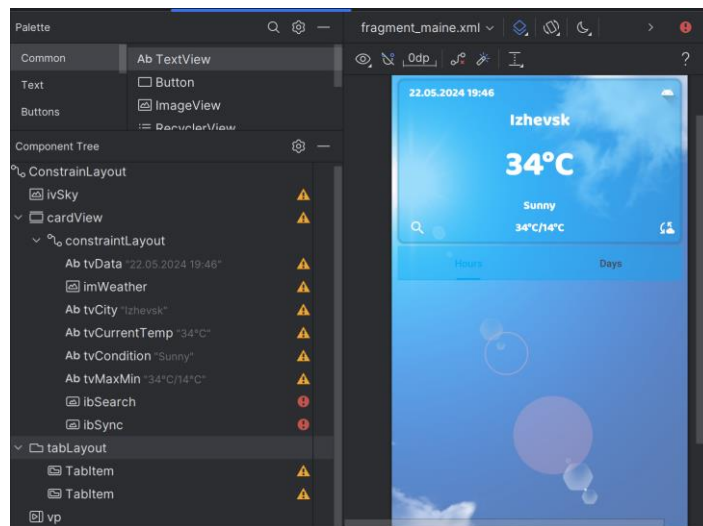 Palette
fragment_maine.xml
Common
Ab TextView
Text
Button
Buttons
ImageView
RecyclerView
0dp
?
Component Tree
ConstrainLayout
ivSky
cardView
constraintLayout
Ab tvData "22.05.2024 19:46"
imWeather
Ab tvCity "Izhevsk"
Ab tvCurrentTemp "34°C"
Ab tvCondition "Sunny"
Ab tvMaxMin "34°C/14°C"
ibSearch
ibSync
tabLayout
TabItem
TabItem
vp
22.05.2024 19:46
Izhevsk
34°C
Sunny
34°C/14°C
Hours
Days